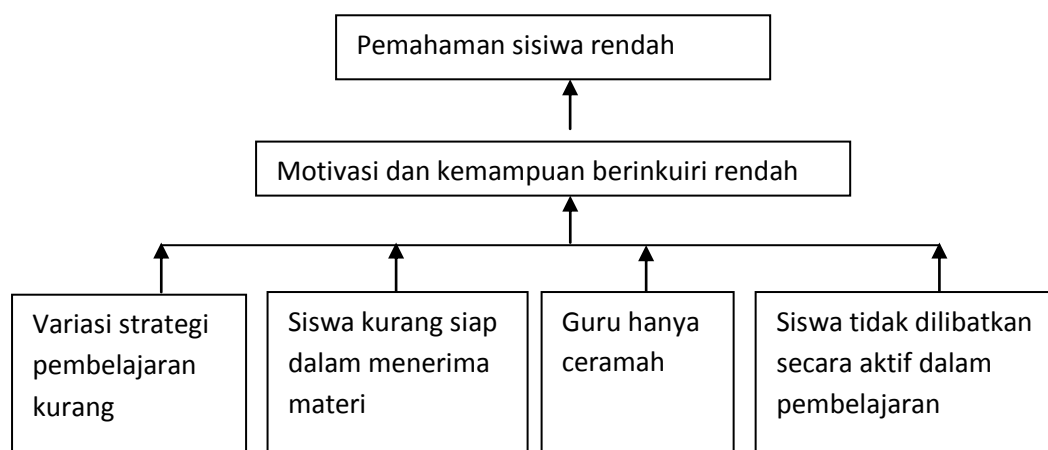 Pemahaman sisiwa rendah
Motivasi dan kemampuan berinkuiri rendah
Variasi strategi
pembelajaran
kurang
Siswa kurang siap
dalam menerima
materi
Guru hanya
ceramah
Siswa tidak dilibatkan
secara aktif dalam
pembelajaran